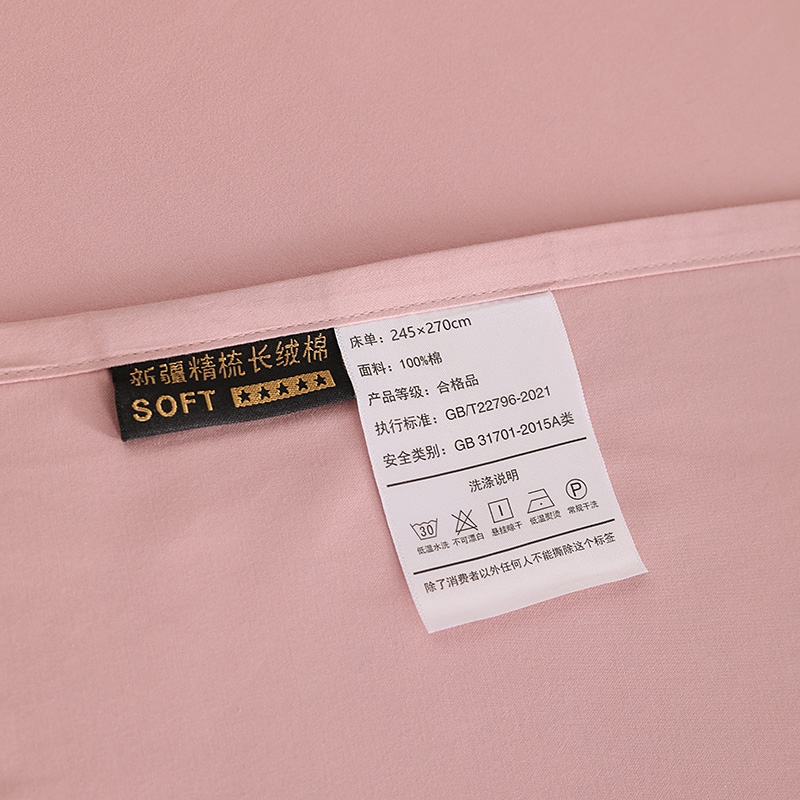 新疆精梳长绒棉
SOFT ★★★★★
床单：245×270cm
面料：100%棉
产品等级：合格品
执行标准：GB/T22796-2021
安全类别：GB 31701-2015A类
洗涤说明
30 P
低温水洗 不可漂白 悬挂晾干 低温熨烫 常规干洗
除了消费者以外任何人不能撕除这个标签